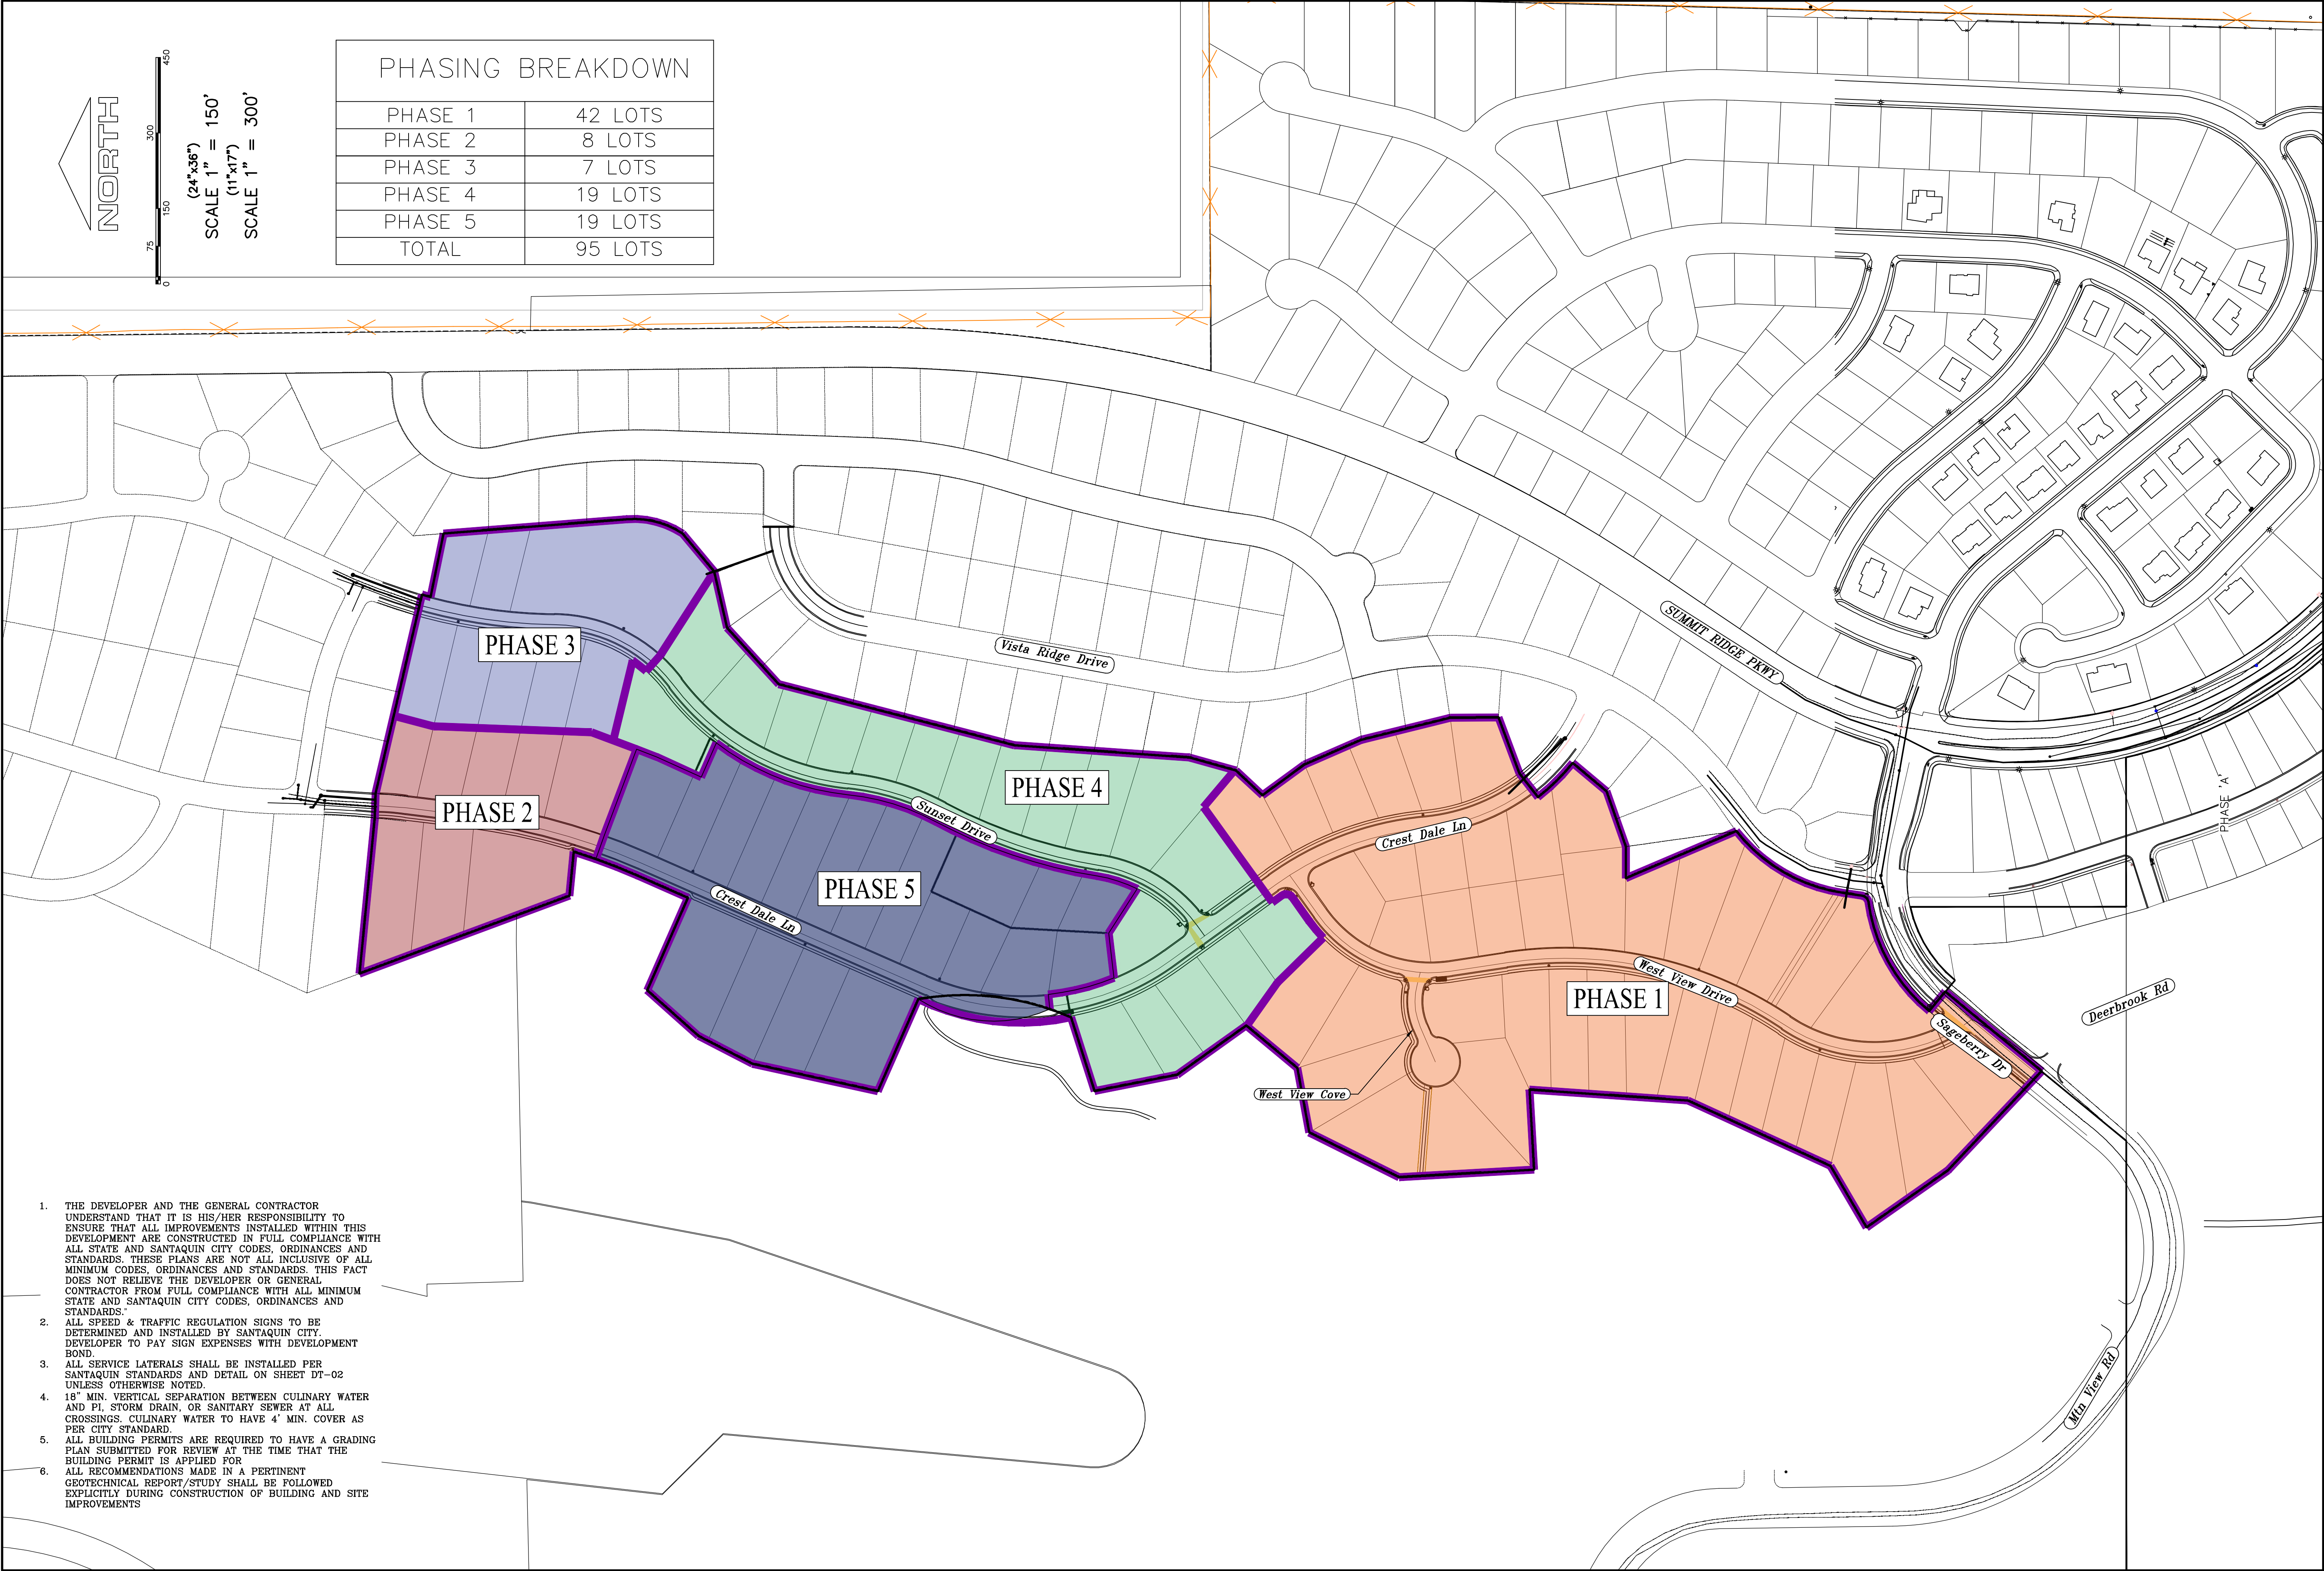 NORTH
0 75 150 300 450
(24"x36")
SCALE 1" = 150'
(11"x17")
SCALE 1" = 300'
PHASING BREAKDOWN
PHASE 1 42 LOTS
PHASE 2 8 LOTS
PHASE 3 7 LOTS
PHASE 4 19 LOTS
PHASE 5 19 LOTS
TOTAL 95 LOTS
SUMMIT RIDGE PKWY
PHASE 3
Vista Ridge Drive
PHASE 4
PHASE 2
Sunset Drive
Crest Dale Ln
PHASE 'A'
PHASE 5
Crest Dale Ln
West View Drive
PHASE 1
Deerbrook Rd
Sageberry Dr
West View Cove
Mtn View Rd
1. THE DEVELOPER AND THE GENERAL CONTRACTOR
UNDERSTAND THAT IT IS HIS/HER RESPONSIBILITY TO
ENSURE THAT ALL IMPROVEMENTS INSTALLED WITHIN THIS
DEVELOPMENT ARE CONSTRUCTED IN FULL COMPLIANCE WITH
ALL STATE AND SANTAQUIN CITY CODES, ORDINANCES AND
STANDARDS. THESE PLANS ARE NOT ALL INCLUSIVE OF ALL
MINIMUM CODES, ORDINANCES AND STANDARDS. THIS FACT
DOES NOT RELIEVE THE DEVELOPER OR GENERAL
CONTRACTOR FROM FULL COMPLIANCE WITH ALL MINIMUM
STATE AND SANTAQUIN CITY CODES, ORDINANCES AND
STANDARDS."
2. ALL SPEED & TRAFFIC REGULATION SIGNS TO BE
DETERMINED AND INSTALLED BY SANTAQUIN CITY.
DEVELOPER TO PAY SIGN EXPENSES WITH DEVELOPMENT
BOND.
3. ALL SERVICE LATERALS SHALL BE INSTALLED PER
SANTAQUIN STANDARDS AND DETAIL ON SHEET DT-02
UNLESS OTHERWISE NOTED.
4. 18" MIN. VERTICAL SEPARATION BETWEEN CULINARY WATER
AND PI, STORM DRAIN, OR SANITARY SEWER AT ALL
CROSSINGS. CULINARY WATER TO HAVE 4' MIN. COVER AS
PER CITY STANDARD.
5. ALL BUILDING PERMITS ARE REQUIRED TO HAVE A GRADING
PLAN SUBMITTED FOR REVIEW AT THE TIME THAT THE
BUILDING PERMIT IS APPLIED FOR
6. ALL RECOMMENDATIONS MADE IN A PERTINENT
GEOTECHNICAL REPORT/STUDY SHALL BE FOLLOWED
EXPLICITLY DURING CONSTRUCTION OF BUILDING AND SITE
IMPROVEMENTS